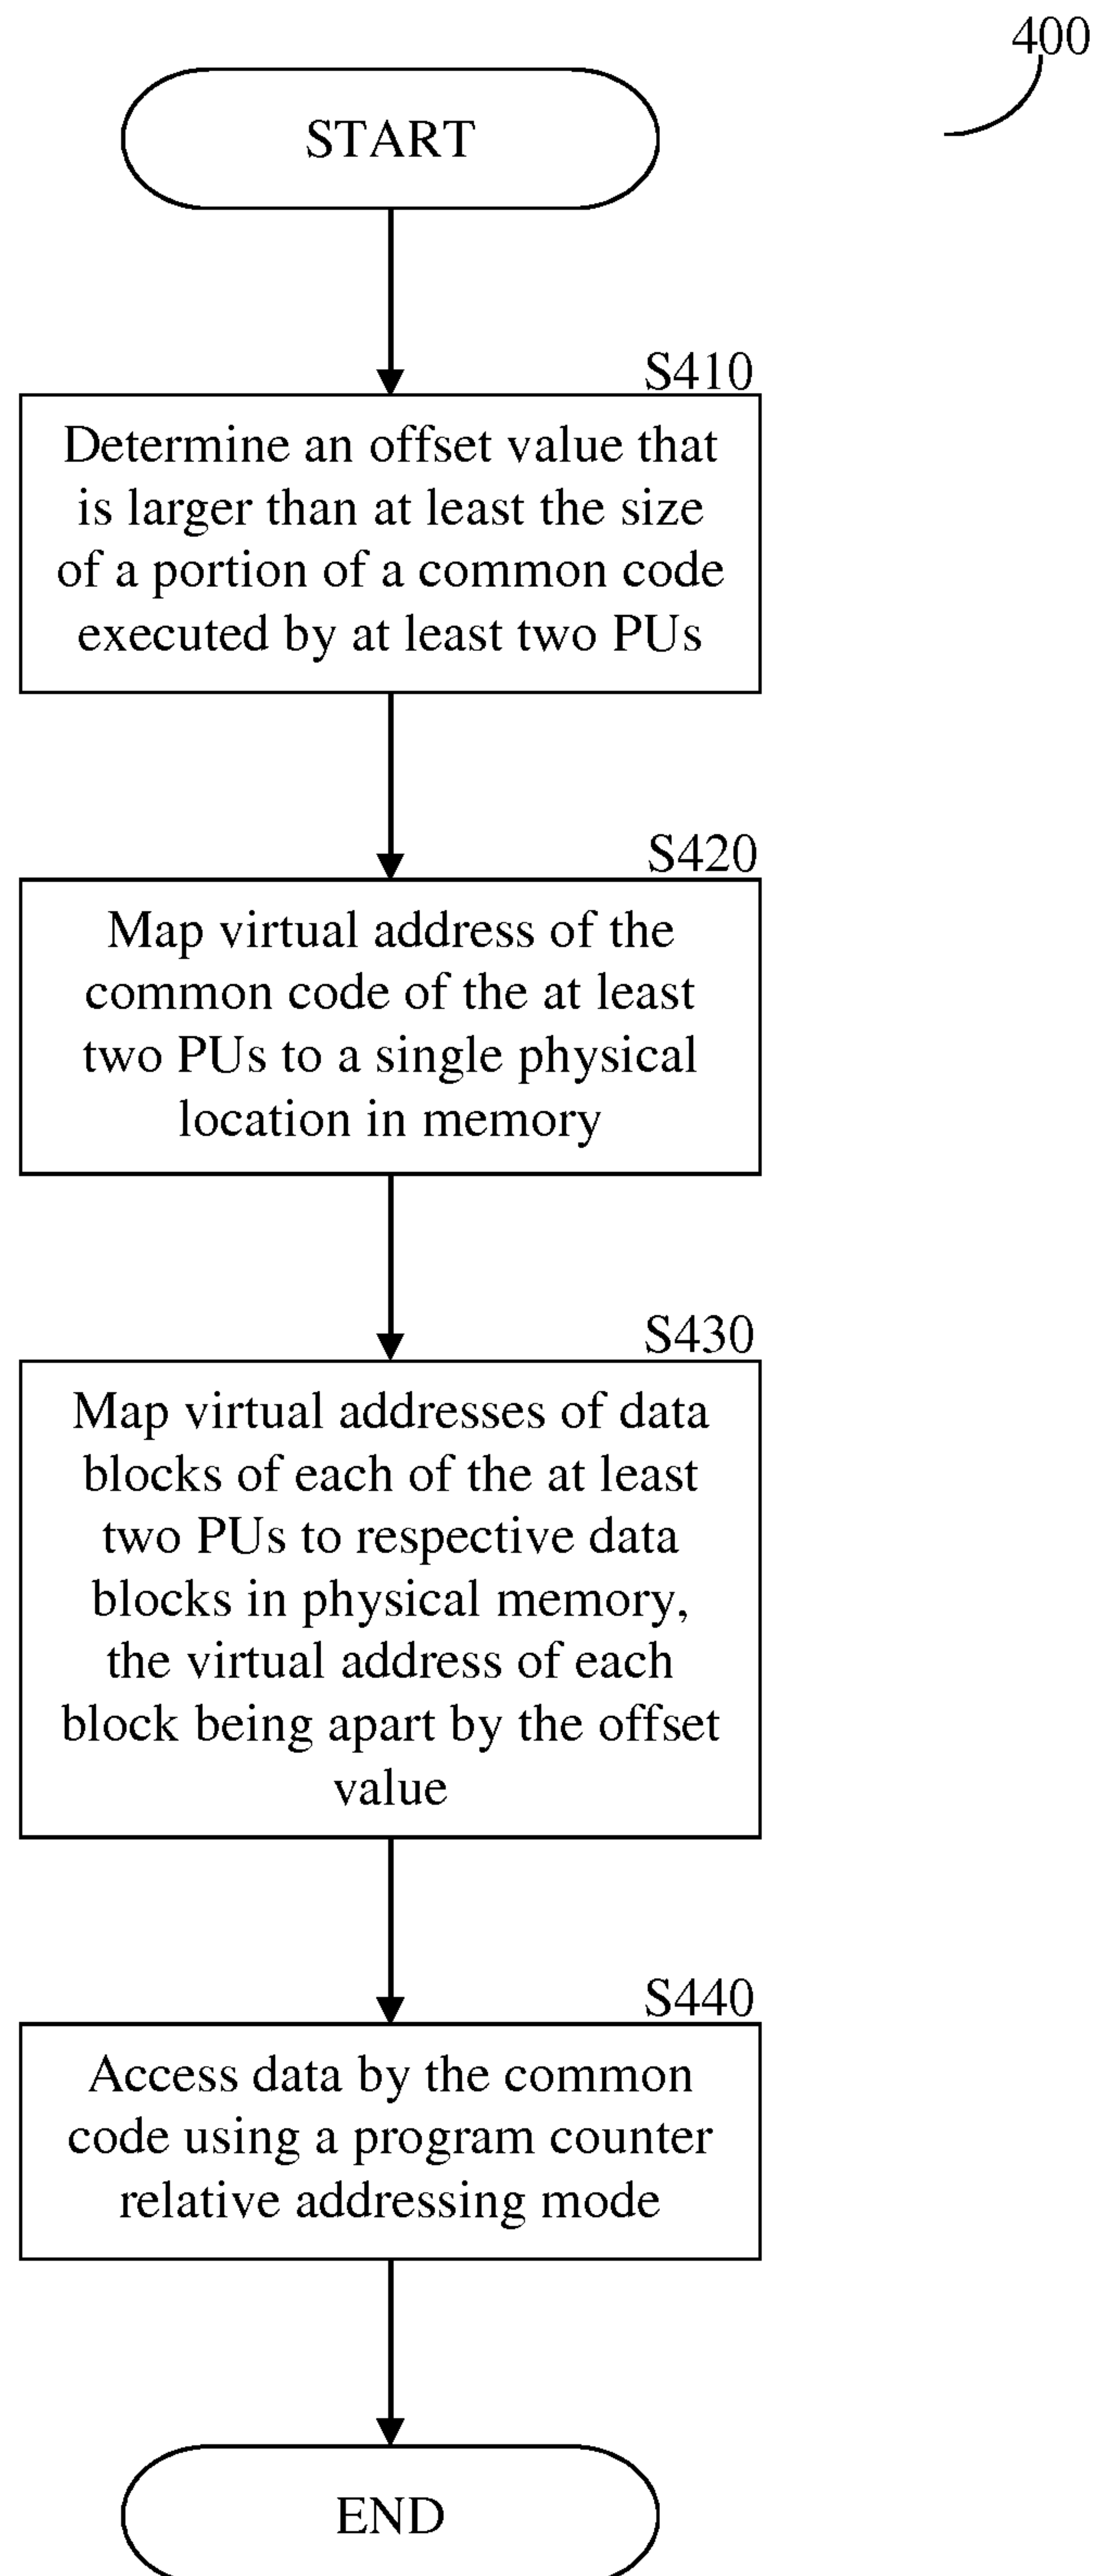 400
START
S410
Determine an offset value that
is larger than at least the size
of a portion of a common code
executed by at least two PUs
S420
Map virtual address of the
common code of the at least
two PUs to a single physical
location in memory
S430
Map virtual addresses of data
blocks of each of the at least
two PUs to respective data
blocks in physical memory,
the virtual address of each
block being apart by the offset
value
S440
Access data by the common
code using a program counter
relative addressing mode
END